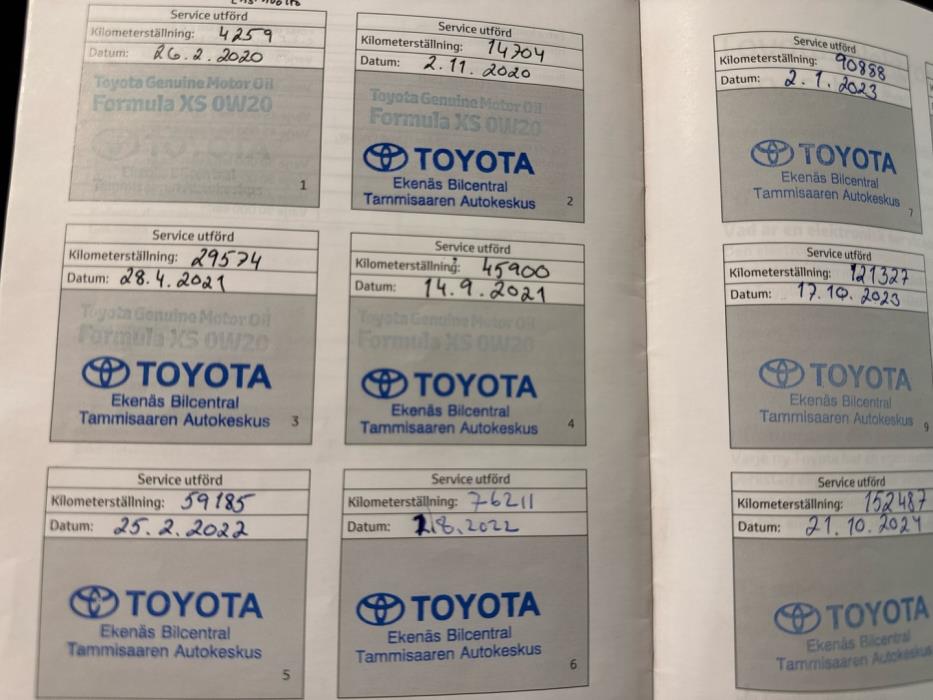 Service utförd
Kilometerställning: 4259
Datum: 26.2.2020
Toyota Genuine Motor Oil
Formula XS 0W20
1
Service utförd
Kilometerställning: 14704
Datum: 2.11.2020
Toyota Genuine Motor Oil
Formula XS 0W20
TOYOTA
Ekenäs Bilcentral
Tammisaaren Autokeskus
2
Service utförd
Kilometerställning: 29574
Datum: 28.4.2021
Toyota Genuine Motor Oil
Formula XS 0W20
TOYOTA
Ekenäs Bilcentral
Tammisaaren Autokeskus
3
Service utförd
Kilometerställning: 45900
Datum: 14.9.2021
Toyota Genuine Motor Oil
Formula XS 0W20
TOYOTA
Ekenäs Bilcentral
Tammisaaren Autokeskus
4
Service utförd
Kilometerställning: 59185
Datum: 25.2.2022
TOYOTA
Ekenäs Bilcentral
Tammisaaren Autokeskus
5
Service utförd
Kilometerställning: 76211
Datum: 1.8.2022
TOYOTA
Ekenäs Bilcentral
Tammisaaren Autokeskus
6
Service utförd
Kilometerställning: 90888
Datum: 2.1.2023
TOYOTA
Ekenäs Bilcentral
Tammisaaren Autokeskus
7
Service utförd
Kilometerställning: 121327
Datum: 17.10.2023
TOYOTA
Ekenäs Bilcentral
Tammisaaren Autokeskus
9
Service utförd
Kilometerställning: 152487
Datum: 21.10.2024
TOYOTA
Ekenäs Bilcentral
Tammisaaren Autokeskus